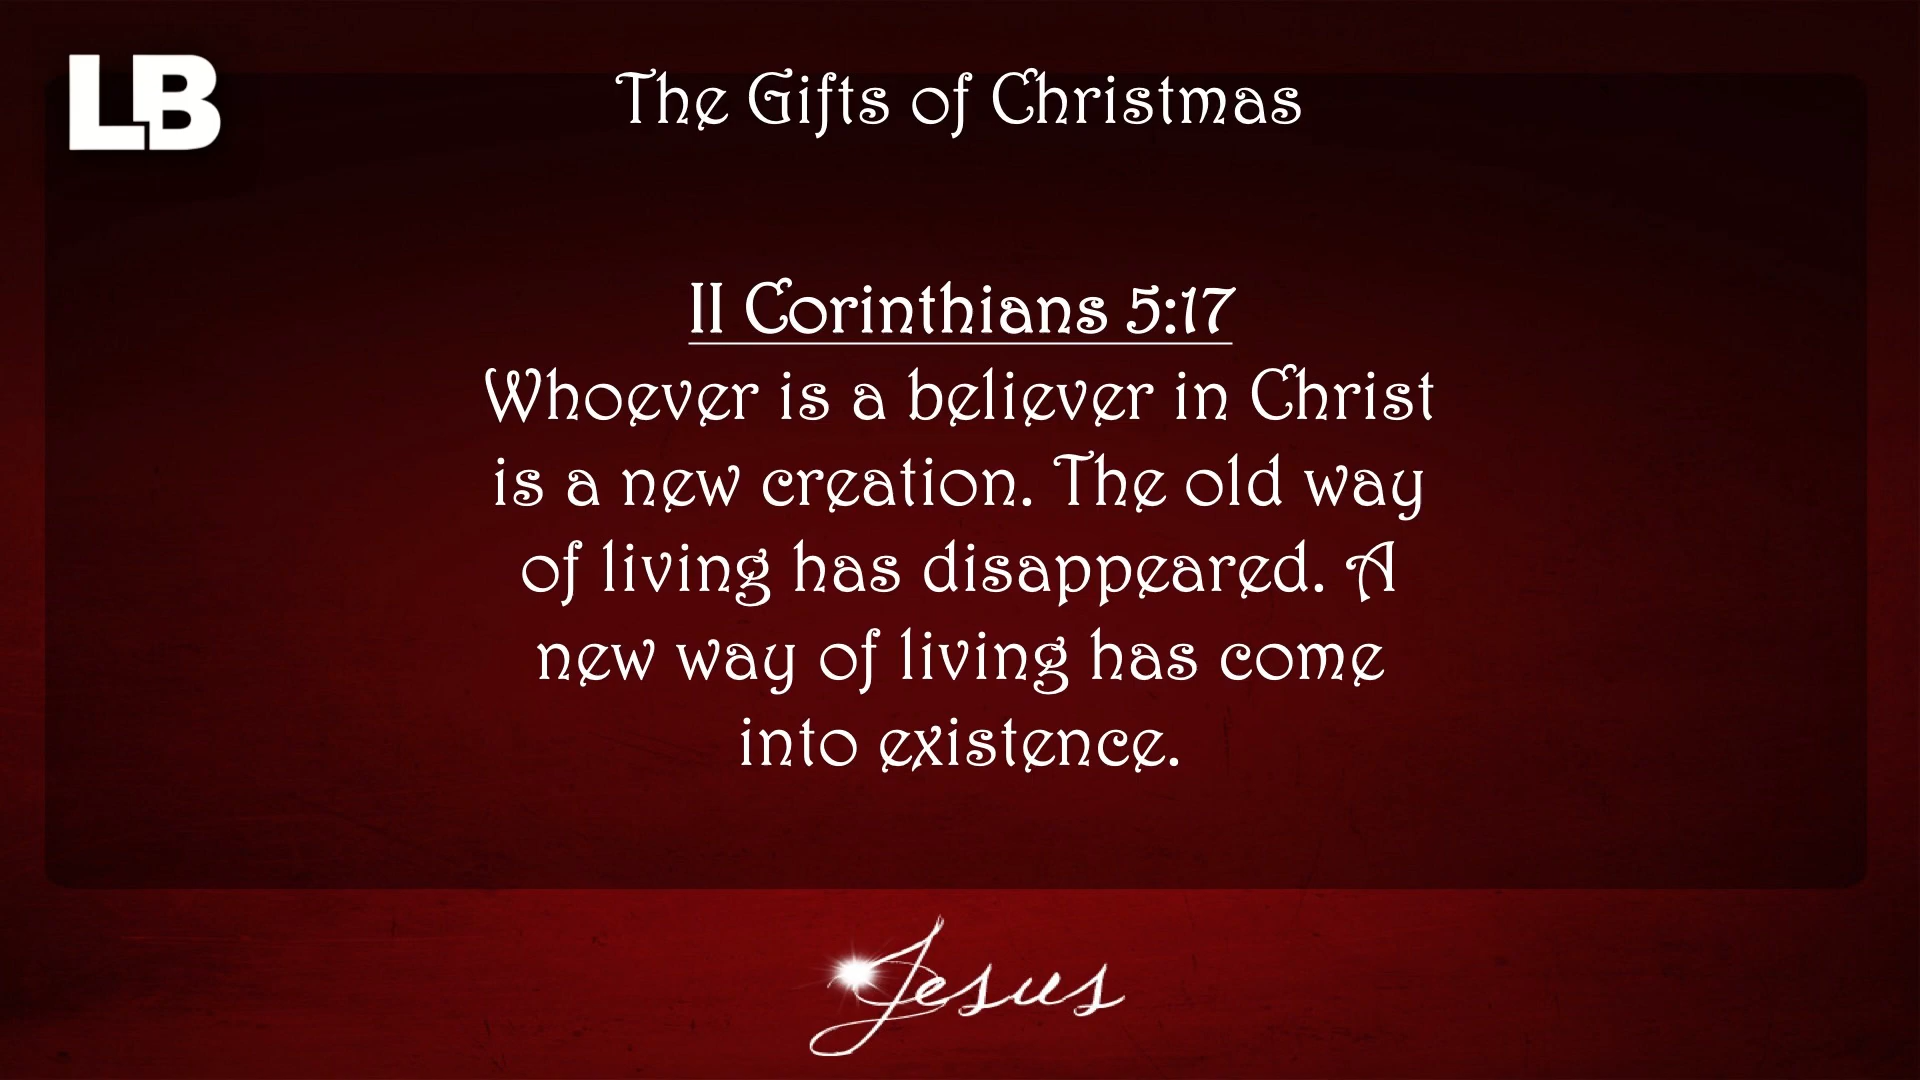 LB
The Gifts of Christmas
II Corinthians 5:17
Whoever is a believer in Christ
is a new creation. The old way
of living has disappeared. A
new way of living has come
into existence.
Jesus